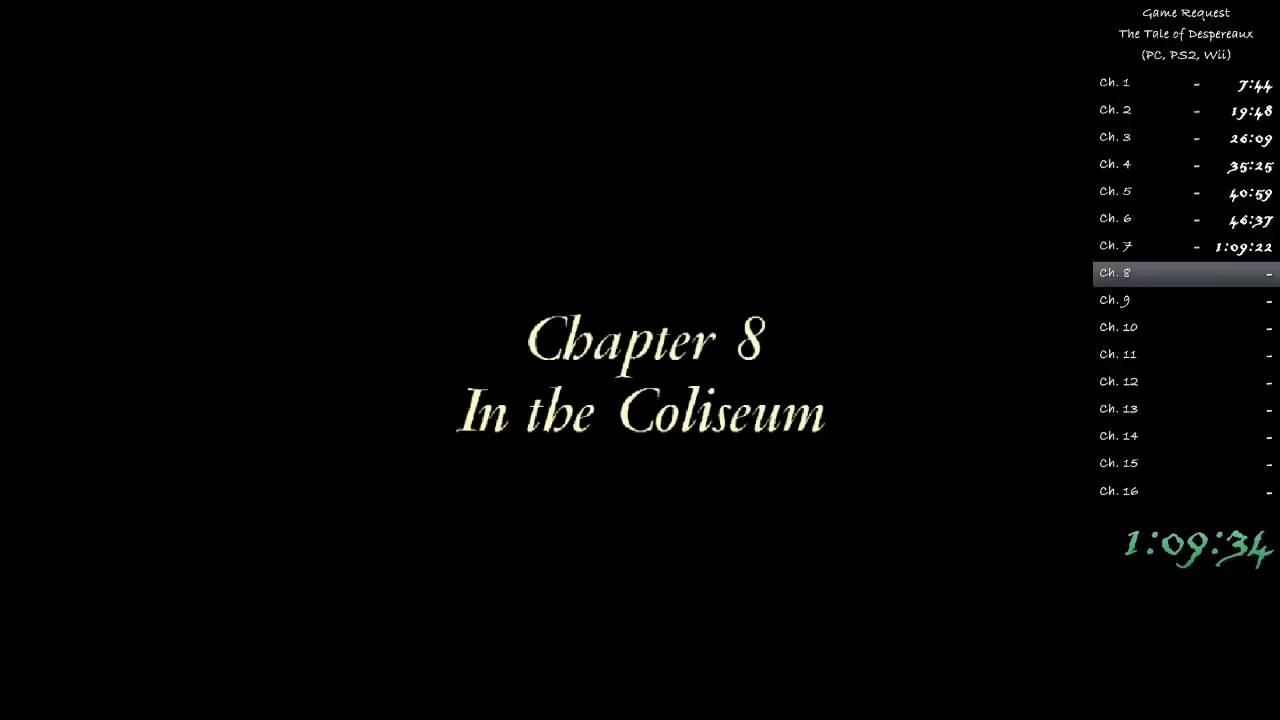 Game Request
The Tale of Despereaux
(PC, PS2, Wii)
Ch. 1 - 7:44
Ch. 2 - 19:48
Ch. 3 - 26:09
Ch. 4 - 35:25
Ch. 5 - 40:59
Ch. 6 - 46:37
Ch. 7 - 1:09:22
Ch. 8 -
Ch. 9 -
Ch. 10 -
Ch. 11 -
Ch. 12 -
Ch. 13 -
Ch. 14 -
Ch. 15 -
Ch. 16 -
1:09:34
Chapter 8
In the Coliseum